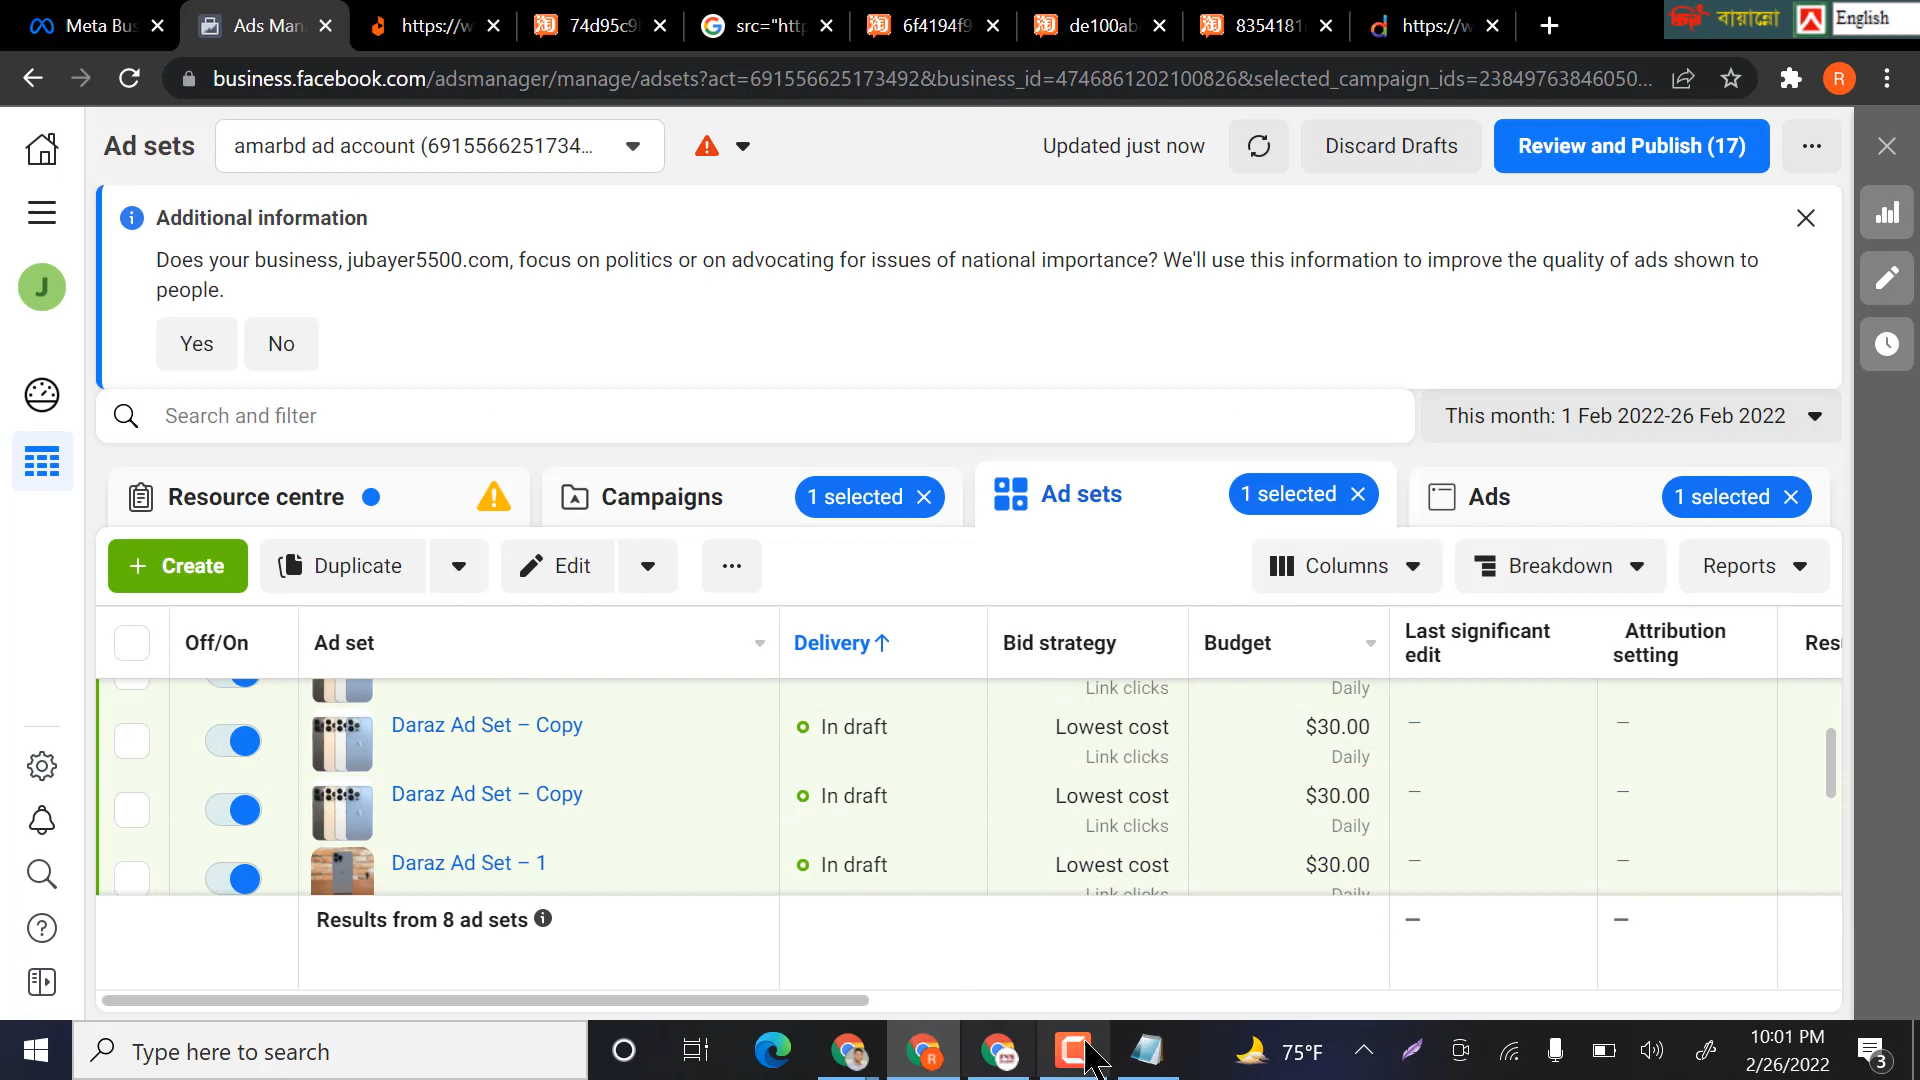 Meta Bus
Ads Man
https://w
74d95c9
src="http
6f4194f9
de100ab
8354181
https://w
বায়ান্নো
English
business.facebook.com/adsmanager/manage/adsets?act=691556625173492&business_id=4746861202100826&selected_campaign_ids=23849763846050...
R
Ad sets
amarbd ad account (6915566251734...
Updated just now
Discard Drafts
Review and Publish (17)
Additional information
Does your business, jubayer5500.com, focus on politics or on advocating for issues of national importance? We'll use this information to improve the quality of ads shown to
people.
Yes
No
J
Search and filter
This month: 1 Feb 2022-26 Feb 2022
Resource centre
Campaigns
1 selected
Ad sets
1 selected
Ads
1 selected
+ Create
Duplicate
Edit
Columns
Breakdown
Reports
Off/On
Ad set
Delivery
Bid strategy
Budget
Last significant
edit
Attribution
setting
Res
Link clicks
Daily
Daraz Ad Set – Copy
In draft
Lowest cost
$30.00
–
–
Link clicks
Daily
Daraz Ad Set – Copy
In draft
Lowest cost
$30.00
–
–
Link clicks
Daily
Daraz Ad Set – 1
In draft
Lowest cost
$30.00
–
–
Link clicks
Daily
Results from 8 ad sets
–
–
Type here to search
R
75°F
10:01 PM
2/26/2022
3